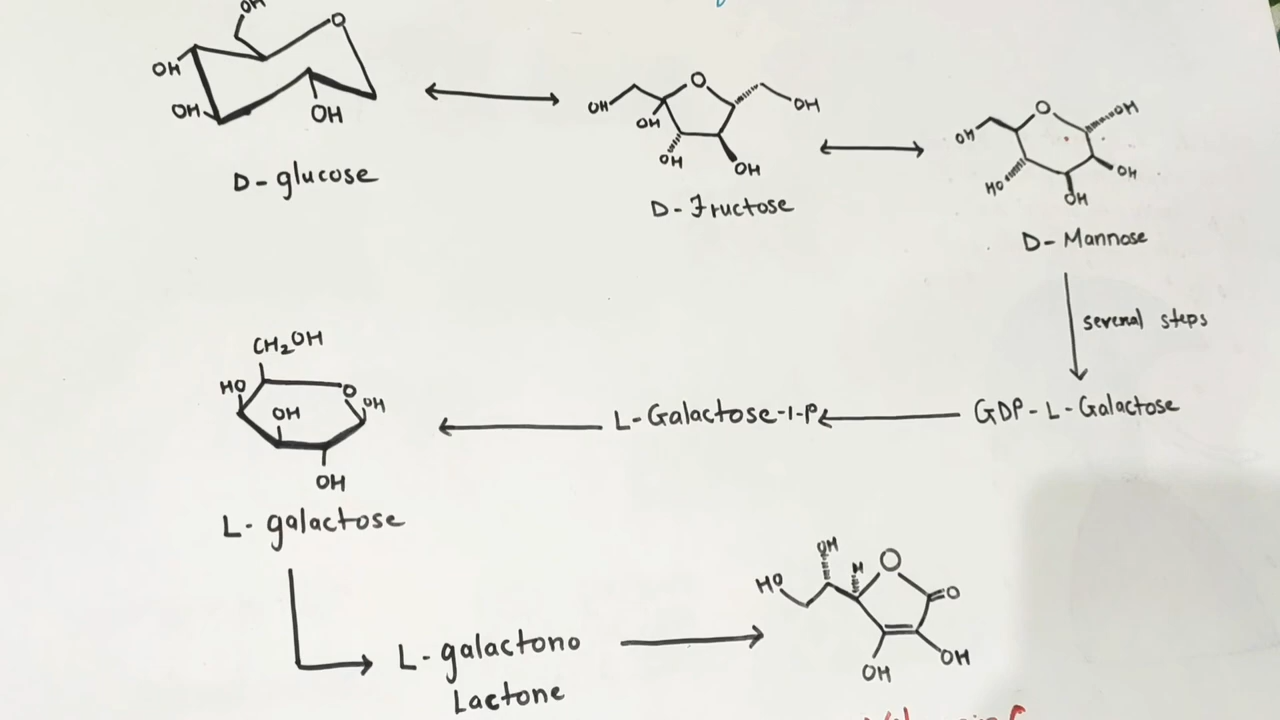 OH
O
OH
OH
OH
D-glucose
O
OH
OH
OH
OH
OH
D-Fructose
O
OH
OH
HO
OH
OH
D-Mannose
several steps
GDP-L-Galactose
L-Galactose-1-P
CH2OH
HO
O
OH
OH
OH
L-galactose
L-galactono
Lactone
HO
OH
H
O
O
OH
OH